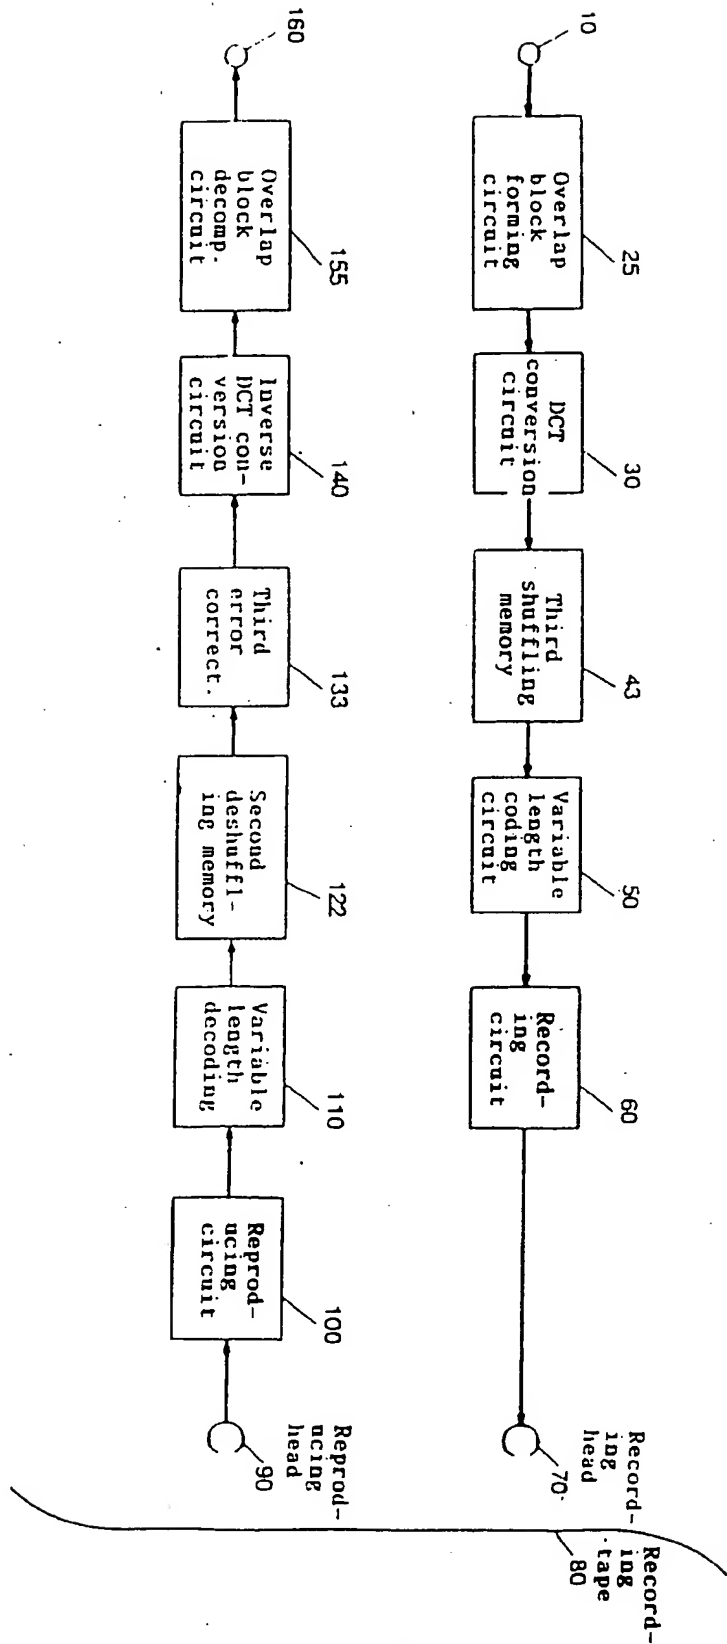 10
Overlap
block
forming
circuit
25
DCT
conversion
circuit
30
Third
shuffling
memory
43
Variable
length
coding
circuit
50
Record-
ing
circuit
60
Record-
ing
head
70
Record-
ing
tape
80
160
Overlap
block
decomp.
circuit
155
Inverse
DCT con-
version
circuit
140
Third
error
correct.
133
Second
deshuffl-
ing memory
122
Variable
length
decoding
110
Reprod-
ucing
circuit
100
Reprod-
ucing
head
90